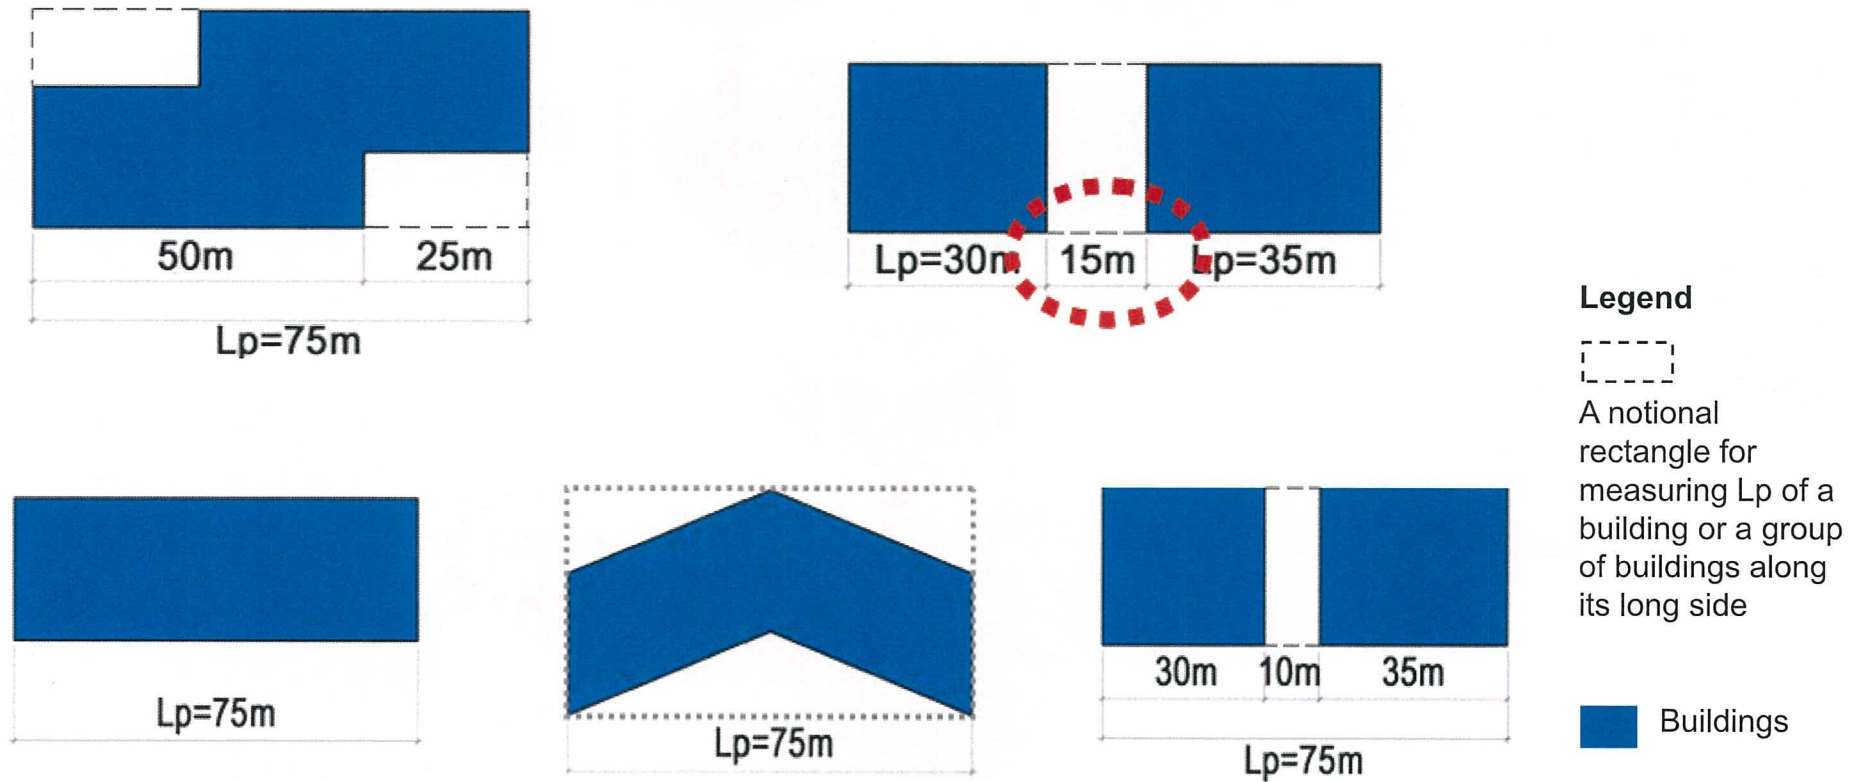 50m
25m
Lp=75m
Lp=30m
15m
Lp=35m
Lp=75m
Lp=75m
30m
10m
35m
Lp=75m
Legend
A notional
rectangle for
measuring Lp of a
building or a group
of buildings along
its long side
Buildings